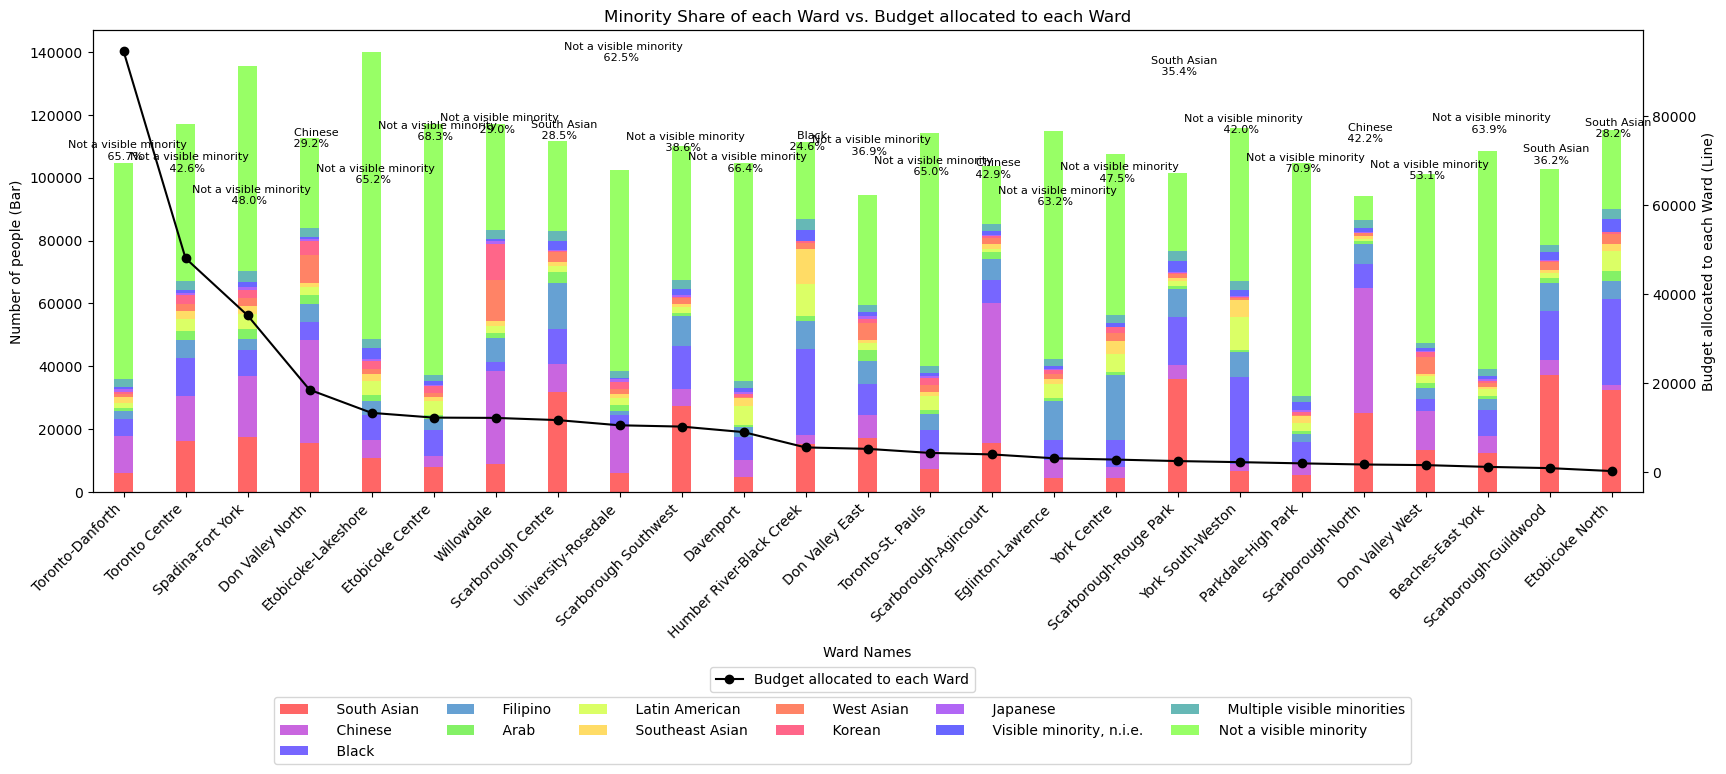 Minority Share of each Ward vs. Budget allocated to each Ward
Number of people (Bar)
140000
120000
100000
80000
60000
40000
20000
0
Budget allocated to each Ward (Line)
80000
60000
40000
20000
0
Not a visible minority
65.7%
Not a visible minority
42.6%
Not a visible minority
48.0%
Chinese
29.2%
Not a visible minority
65.2%
Not a visible minority
68.3%
Not a visible minority
29.0%
South Asian
28.5%
Not a visible minority
62.5%
Not a visible minority
38.6%
Not a visible minority
66.4%
Black
24.6%
Not a visible minority
36.9%
Not a visible minority
65.0%
Chinese
42.9%
Not a visible minority
63.2%
Not a visible minority
47.5%
South Asian
35.4%
Not a visible minority
42.0%
Not a visible minority
70.9%
Chinese
42.2%
Not a visible minority
53.1%
Not a visible minority
63.9%
South Asian
36.2%
South Asian
28.2%
Toronto-Danforth
Toronto Centre
Spadina-Fort York
Don Valley North
Etobicoke-Lakeshore
Etobicoke Centre
Willowdale
Scarborough Centre
University-Rosedale
Scarborough Southwest
Davenport
Humber River-Black Creek
Don Valley East
Toronto-St. Pauls
Scarborough-Agincourt
Eglinton-Lawrence
York Centre
Scarborough-Rouge Park
York South-Weston
Parkdale-High Park
Scarborough-North
Don Valley West
Beaches-East York
Scarborough-Guildwood
Etobicoke North
Ward Names
Budget allocated to each Ward
South Asian
Chinese
Black
Filipino
Arab
Latin American
Southeast Asian
West Asian
Korean
Japanese
Visible minority, n.i.e.
Multiple visible minorities
Not a visible minority